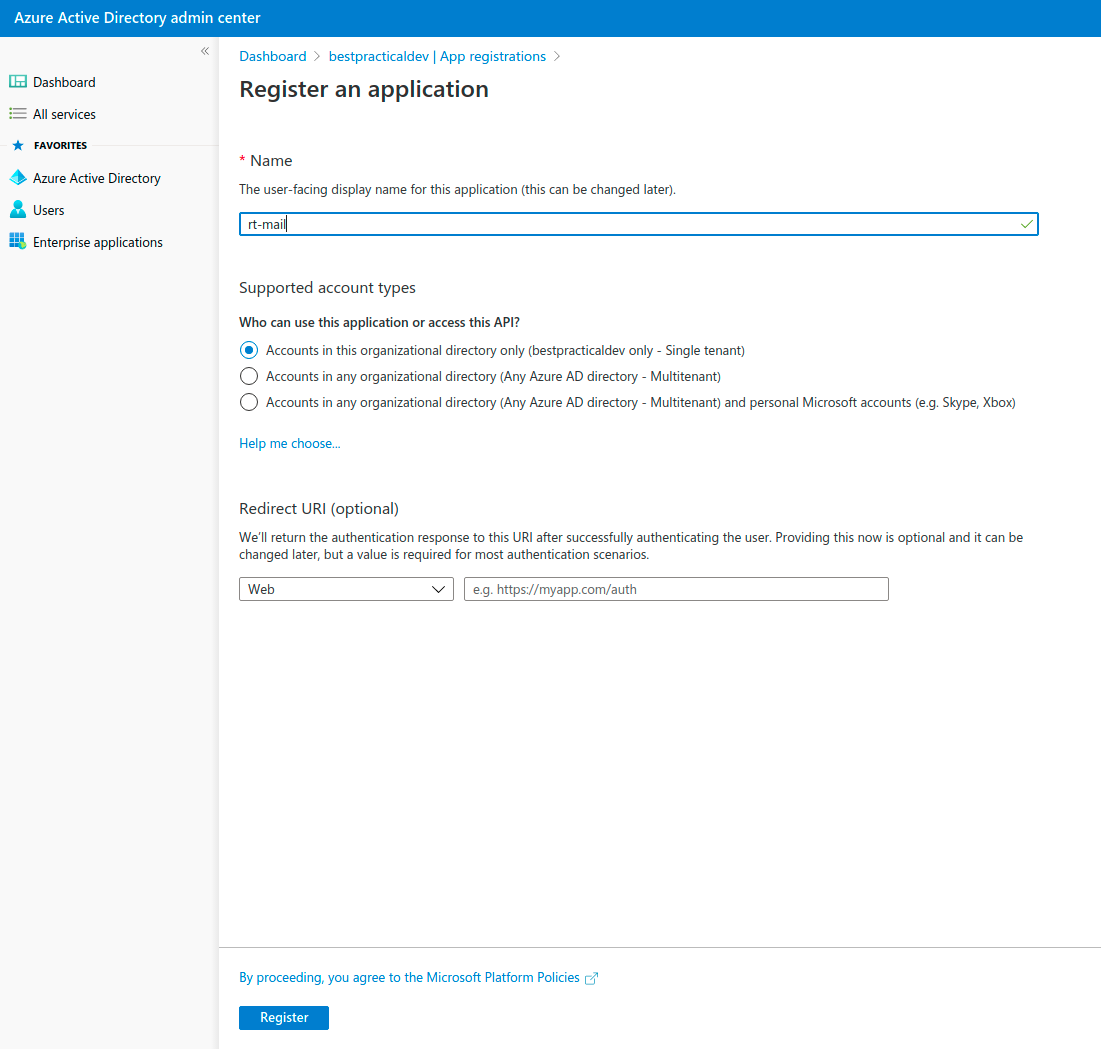 Azure Active Directory admin center
«
Dashboard
All services
FAVORITES
Azure Active Directory
Users
Enterprise applications
Dashboard > bestpracticaldev | App registrations >
Register an application
* Name
The user-facing display name for this application (this can be changed later).
rt-mail
Supported account types
Who can use this application or access this API?
Accounts in this organizational directory only (bestpracticaldev only - Single tenant)
Accounts in any organizational directory (Any Azure AD directory - Multitenant)
Accounts in any organizational directory (Any Azure AD directory - Multitenant) and personal Microsoft accounts (e.g. Skype, Xbox)
Help me choose...
Redirect URI (optional)
We'll return the authentication response to this URI after successfully authenticating the user. Providing this now is optional and it can be
changed later, but a value is required for most authentication scenarios.
Web
e.g. https://myapp.com/auth
By proceeding, you agree to the Microsoft Platform Policies
Register